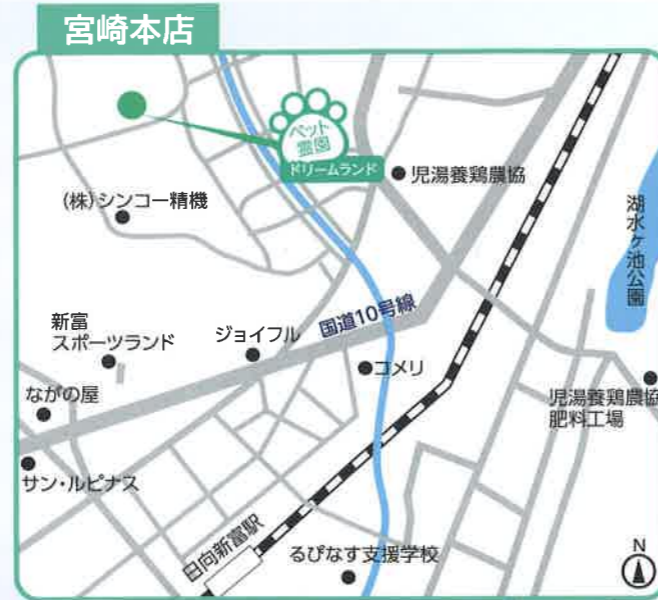 宮崎本店
ペット
霊園
ドリームランド
児湯養鶏農協
(株)シンコー精機
湖水ヶ池公園
国道10号線
新富
スポーツランド
ジョイフル
コメリ
ながの屋
児湯養鶏農協
肥料工場
サン・ルピナス
日向新富駅
るぴなす支援学校
N